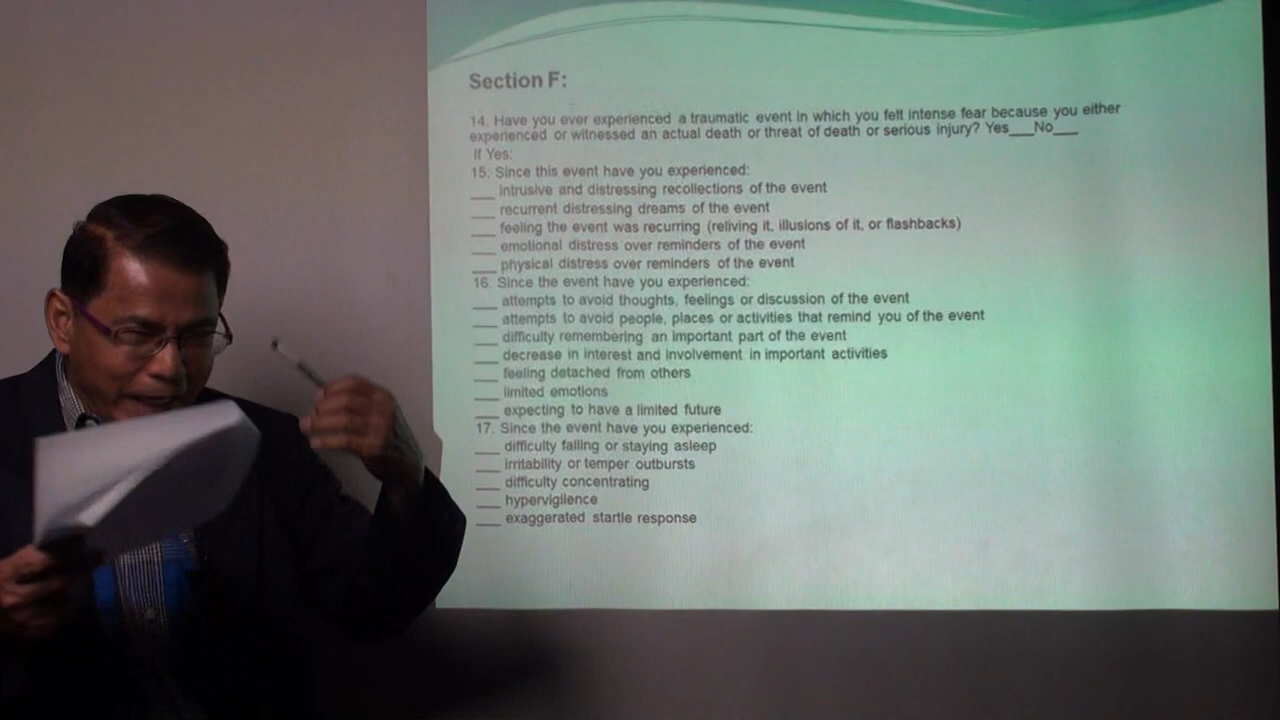 Section F:
14. Have you ever experienced a traumatic event in which you felt intense fear because you either
experienced or witnessed an actual death or threat of death or serious injury? Yes___No___
If Yes:
15. Since this event have you experienced:
___ intrusive and distressing recollections of the event
___ recurrent distressing dreams of the event
___ feeling the event was recurring (reliving it, illusions of it, or flashbacks)
___ emotional distress over reminders of the event
___ physical distress over reminders of the event
16. Since the event have you experienced:
___ attempts to avoid thoughts, feelings or discussion of the event
___ attempts to avoid people, places or activities that remind you of the event
___ difficulty remembering an important part of the event
___ decrease in interest and involvement in important activities
___ feeling detached from others
___ limited emotions
___ expecting to have a limited future
17. Since the event have you experienced:
___ difficulty falling or staying asleep
___ irritability or temper outbursts
___ difficulty concentrating
___ hypervigilence
___ exaggerated startle response